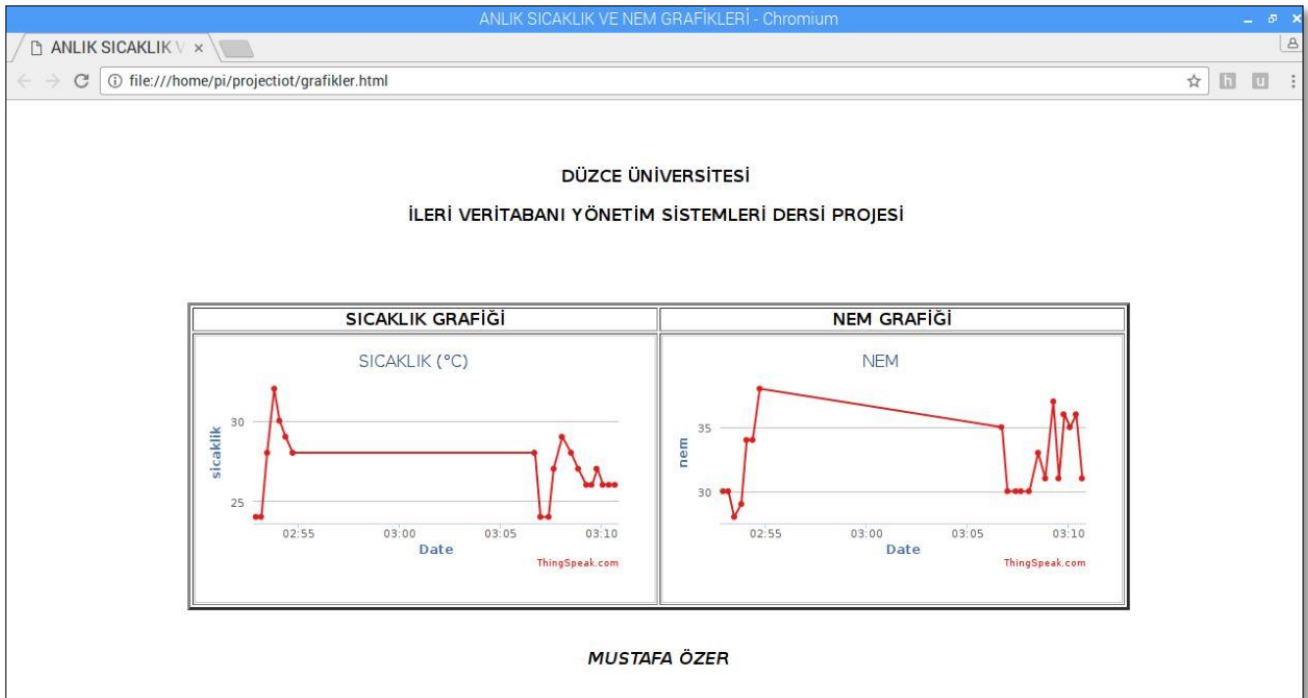 ANLIK SICAKLIK VE NEM GRAFİKLERİ - Chromium
ANLIK SICAKLIK V
file:///home/pi/projectiot/grafikler.html
DÜZCE ÜNİVERSİTESİ
İLERİ VERİTABANI YÖNETİM SİSTEMLERİ DERSİ PROJESİ
SICAKLIK GRAFİĞİ
SICAKLIK (°C)
sicaklik
30
25
02:55 03:00 03:05 03:10
Date
ThingSpeak.com
NEM GRAFİĞİ
NEM
nem
35
30
02:55 03:00 03:05 03:10
Date
ThingSpeak.com
MUSTAFA ÖZER